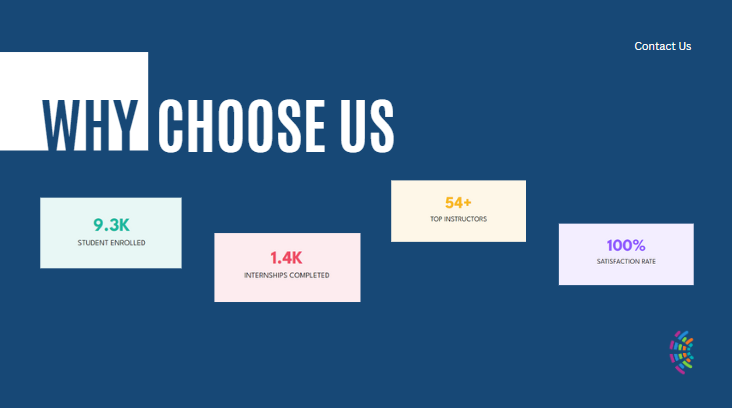 Contact Us
WHY CHOOSE US
9.3K
STUDENT ENROLLED
1.4K
INTERNSHIPS COMPLETED
54+
TOP INSTRUCTORS
100%
SATISFACTION RATE